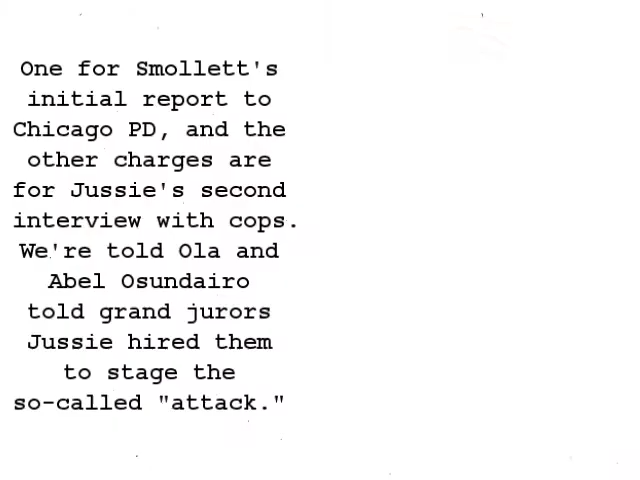 One for Smollett's
initial report to
Chicago PD, and the
other charges are
for Jussie's second
interview with cops.
We're told Ola and
Abel Osundairo
told grand jurors
Jussie hired them
to stage the
so-called "attack."